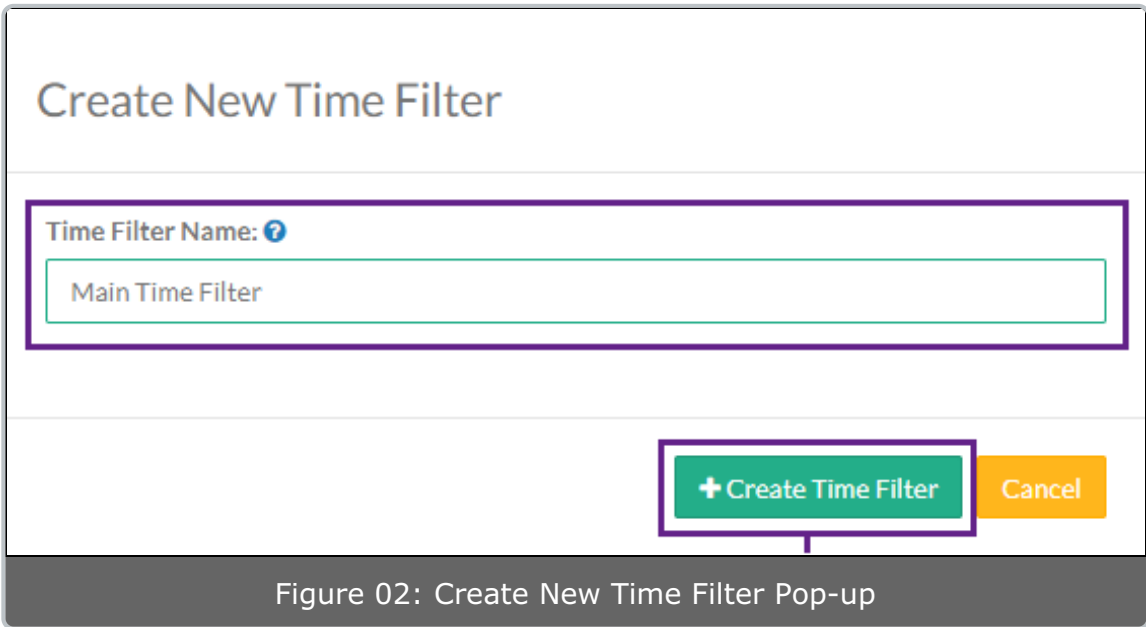 Create New Time Filter
Time Filter Name: ?
Main Time Filter
+ Create Time Filter
Cancel
Figure 02: Create New Time Filter Pop-up